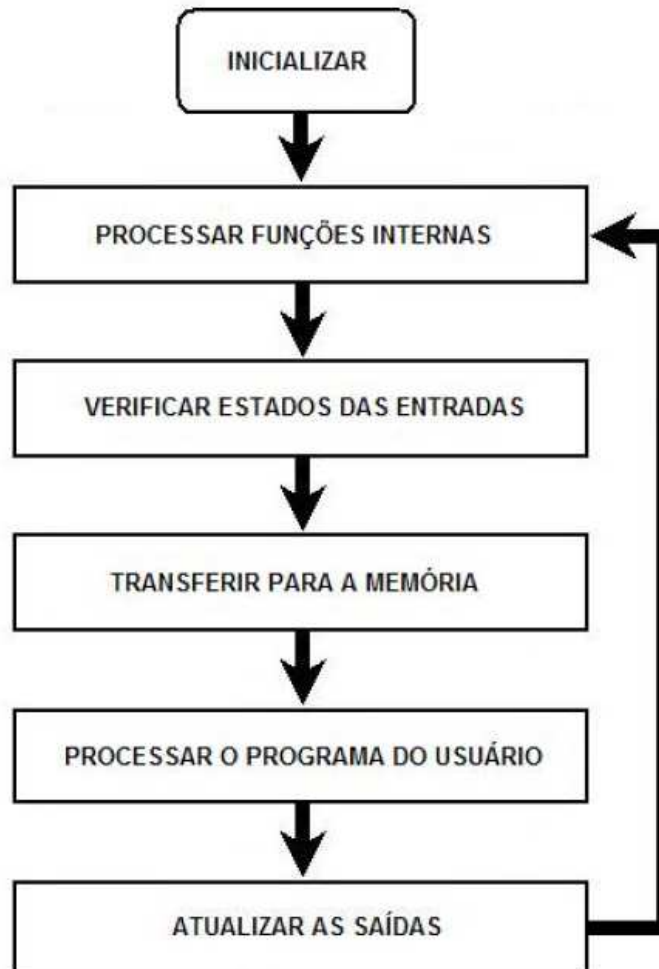 INICIALIZAR
PROCESSAR FUNÇÕES INTERNAS
VERIFICAR ESTADOS DAS ENTRADAS
TRANSFERIR PARA A MEMÓRIA
PROCESSAR O PROGRAMA DO USUÁRIO
ATUALIZAR AS SAÍDAS